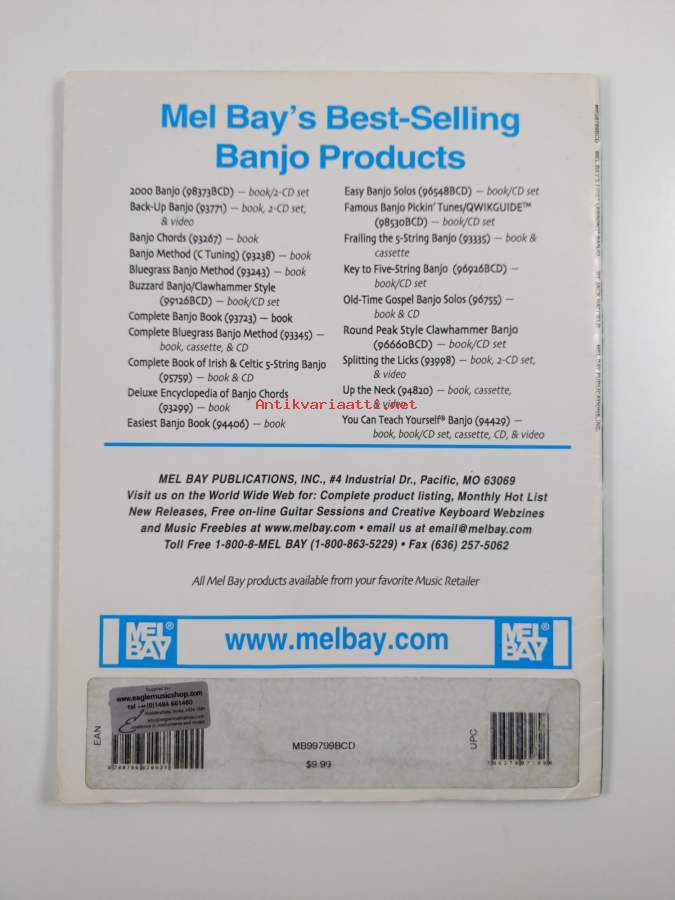 Mel Bay's Best-Selling
Banjo Products
2000 Banjo (98373BCD) – book/2-CD set
Back-Up Banjo (93771) – book, 2-CD set,
& video
Banjo Chords (93267) – book
Banjo Method (C Tuning) (93238) – book
Bluegrass Banjo Method (93243) – book
Buzzard Banjo/Clawhammer Style
(99126BCD) – book/CD set
Complete Banjo Book (93723) – book
Complete Bluegrass Banjo Method (93345) –
book, cassette, & CD
Complete Book of Irish & Celtic 5-String Banjo
(95759) – book & CD
Deluxe Encyclopedia of Banjo Chords
(93299) – book
Easiest Banjo Book (94406) – book
Easy Banjo Solos (96548BCD) – book/CD set
Famous Banjo Pickin' Tunes/QWIKGUIDE™
(98530BCD) – book/CD set
Frailing the 5-String Banjo (93335) – book &
cassette
Key to Five-String Banjo (96926BCD) –
book/CD set
Old-Time Gospel Banjo Solos (96755) –
book & CD
Round Peak Style Clawhammer Banjo
(96660BCD) – book/CD set
Splitting the Licks (93998) – book, 2-CD set,
& video
Up the Neck (94820) – book, cassette,
& video
You Can Teach Yourself® Banjo (94429) –
book, book/CD set, cassette, CD, & video
Antikvariaatti.net
MEL BAY PUBLICATIONS, INC., #4 Industrial Dr., Pacific, MO 63069
Visit us on the World Wide Web for: Complete product listing, Monthly Hot List
New Releases, Free on-line Guitar Sessions and Creative Keyboard Webzines
and Music Freebies at www.melbay.com • email us at email@melbay.com
Toll Free 1-800-8-MEL BAY (1-800-863-5229) • Fax (636) 257-5062
All Mel Bay products available from your favorite Music Retailer
MEL BAY®
www.melbay.com
MEL BAY®
Supplied by:
www.eaglemusicshop.com
tel +44(0)1484 661460
info@eaglemusicshop.com
EAN
MB99799BCD
$9.99
UPC